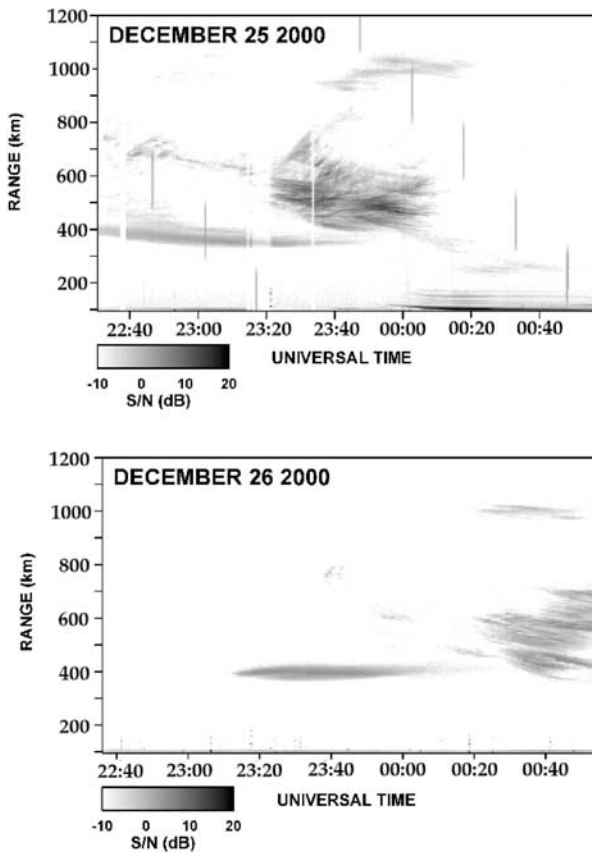 DECEMBER 25 2000
RANGE (km)
1200
1000
800
600
400
200
22:40 23:00 23:20 23:40 00:00 00:20 00:40
UNIVERSAL TIME
-10 0 10 20
S/N (dB)
DECEMBER 26 2000
RANGE (km)
1200
1000
800
600
400
200
22:40 23:00 23:20 23:40 00:00 00:20 00:40
UNIVERSAL TIME
-10 0 10 20
S/N (dB)